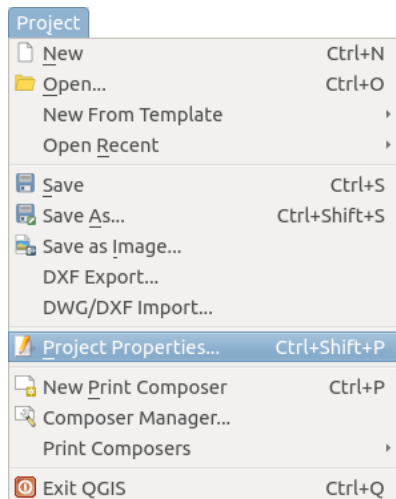 Project
New Ctrl+N
Open... Ctrl+O
New From Template
Open Recent
Save Ctrl+S
Save As... Ctrl+Shift+S
Save as Image...
DXF Export...
DWG/DXF Import...
Project Properties... Ctrl+Shift+P
New Print Composer Ctrl+P
Composer Manager...
Print Composers
Exit QGIS Ctrl+Q